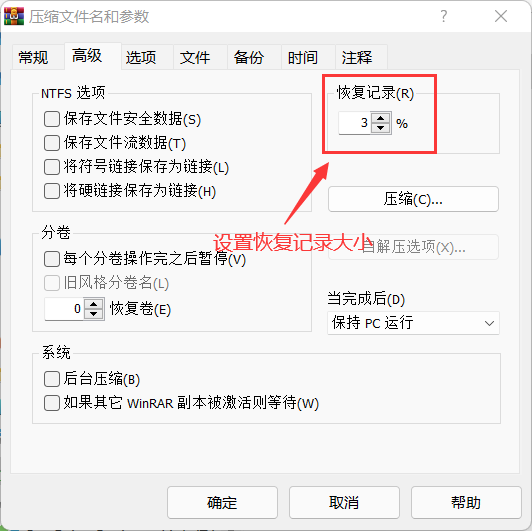 压缩文件名和参数
? ×
常规 高级 选项 文件 备份 时间 注释
NTFS 选项
保存文件安全数据(S)
保存文件流数据(T)
将符号链接保存为链接(L)
将硬链接保存为链接(H)
恢复记录(R)
3 %
压缩(C)...
设置恢复记录大小
自解压选项(X)...
分卷
每个分卷操作完之后暂停(V)
旧风格分卷名(L)
0 恢复卷(E)
当完成后(D)
保持 PC 运行
系统
后台压缩(B)
如果其它 WinRAR 副本被激活则等待(W)
确定 取消 帮助